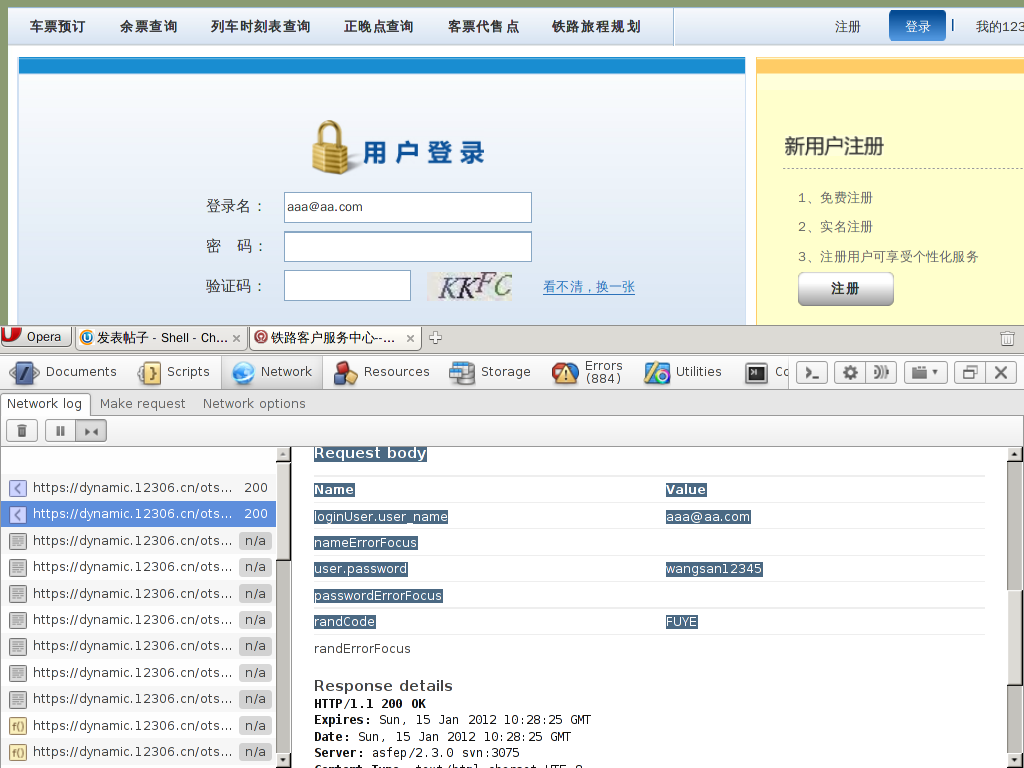 车票预订 余票查询 列车时刻表查询 正晚点查询 客票代售点 铁路旅程规划 注册 登录 我的123
用户登录
登录名： aaa@aa.com
密 码：
验证码： KKFC 看不清，换一张
新用户注册
1、免费注册
2、实名注册
3、注册用户可享受个性化服务
注册
Opera 发表帖子 - Shell - Ch... 铁路客户服务中心--...
Documents Scripts Network Resources Storage Errors (884) Utilities Co
Network log Make request Network options
https://dynamic.12306.cn/ots... 200
https://dynamic.12306.cn/ots... 200
https://dynamic.12306.cn/ots... n/a
https://dynamic.12306.cn/ots... n/a
https://dynamic.12306.cn/ots... n/a
https://dynamic.12306.cn/ots... n/a
https://dynamic.12306.cn/ots... n/a
https://dynamic.12306.cn/ots... n/a
https://dynamic.12306.cn/ots... n/a
f() https://dynamic.12306.cn/ots... n/a
f() https://dynamic.12306.cn/ots... n/a
Request body
Name Value
loginUser.user_name aaa@aa.com
nameErrorFocus
user.password wangsan12345
passwordErrorFocus
randCode FUYE
randErrorFocus
Response details
HTTP/1.1 200 OK
Expires: Sun, 15 Jan 2012 10:28:25 GMT
Date: Sun, 15 Jan 2012 10:28:25 GMT
Server: asfep/2.3.0 svn:3075